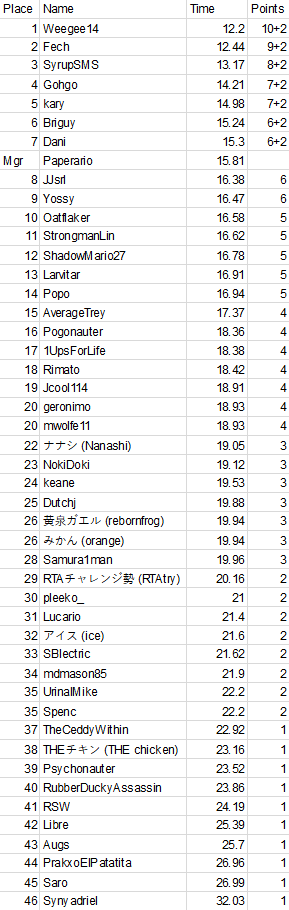 Place Name Time Points
1 Weegee14 12.2 10+2
2 Fech 12.44 9+2
3 SyrupSMS 13.17 8+2
4 Gohgo 14.21 7+2
5 kary 14.98 7+2
6 Briguy 15.24 6+2
7 Dani 15.3 6+2
Mgr Paperario 15.81
8 JJsrl 16.38 6
9 Yossy 16.47 6
10 Oatflaker 16.58 5
11 StrongmanLin 16.62 5
12 ShadowMario27 16.78 5
13 Larvitar 16.91 5
14 Popo 16.94 5
15 AverageTrey 17.37 4
16 Pogonauter 18.36 4
17 1UpsForLife 18.38 4
18 Rimato 18.42 4
19 Jcool114 18.91 4
20 geronimo 18.93 4
20 mwolfe11 18.93 4
22 ナナシ (Nanashi) 19.05 3
23 NokiDoki 19.12 3
24 keane 19.53 3
25 Dutchj 19.88 3
26 黄泉ガエル (rebornfrog) 19.94 3
26 みかん (orange) 19.94 3
28 Samura1man 19.96 3
29 RTAチャレンジ勢 (RTAtry) 20.16 2
30 pleeko_ 21 2
31 Lucario 21.4 2
32 アイス (ice) 21.6 2
33 SBlectric 21.62 2
34 mdmason85 21.9 2
35 UrinalMike 22.2 2
35 Spenc 22.2 2
37 TheCeddyWithin 22.92 1
38 THEチキン (THE chicken) 23.16 1
39 Psychonauter 23.52 1
40 RubberDuckyAssassin 23.86 1
41 RSW 24.19 1
42 Libre 25.39 1
43 Augs 25.7 1
44 PrakxoElPatatita 26.96 1
45 Saro 26.99 1
46 Synyadriel 32.03 1